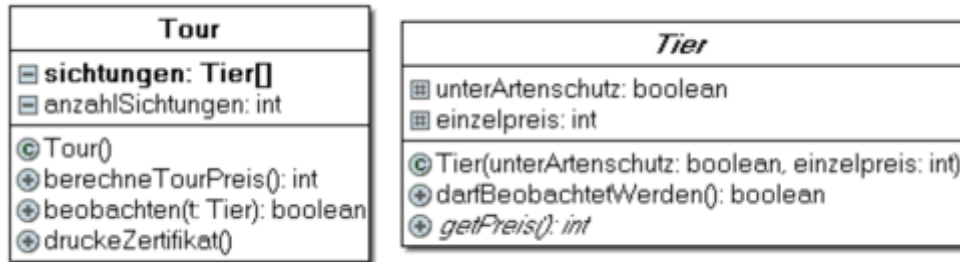 Tour
sichtungen: Tier[]
anzahlSichtungen: int
Tour()
berechneTourPreis(): int
beobachten(t: Tier): boolean
druckeZertifikat()
Tier
unterArtenschutz: boolean
einzelpreis: int
Tier(unterArtenschutz: boolean, einzelpreis: int)
darfBeobachtetWerden(): boolean
getPreis(): int